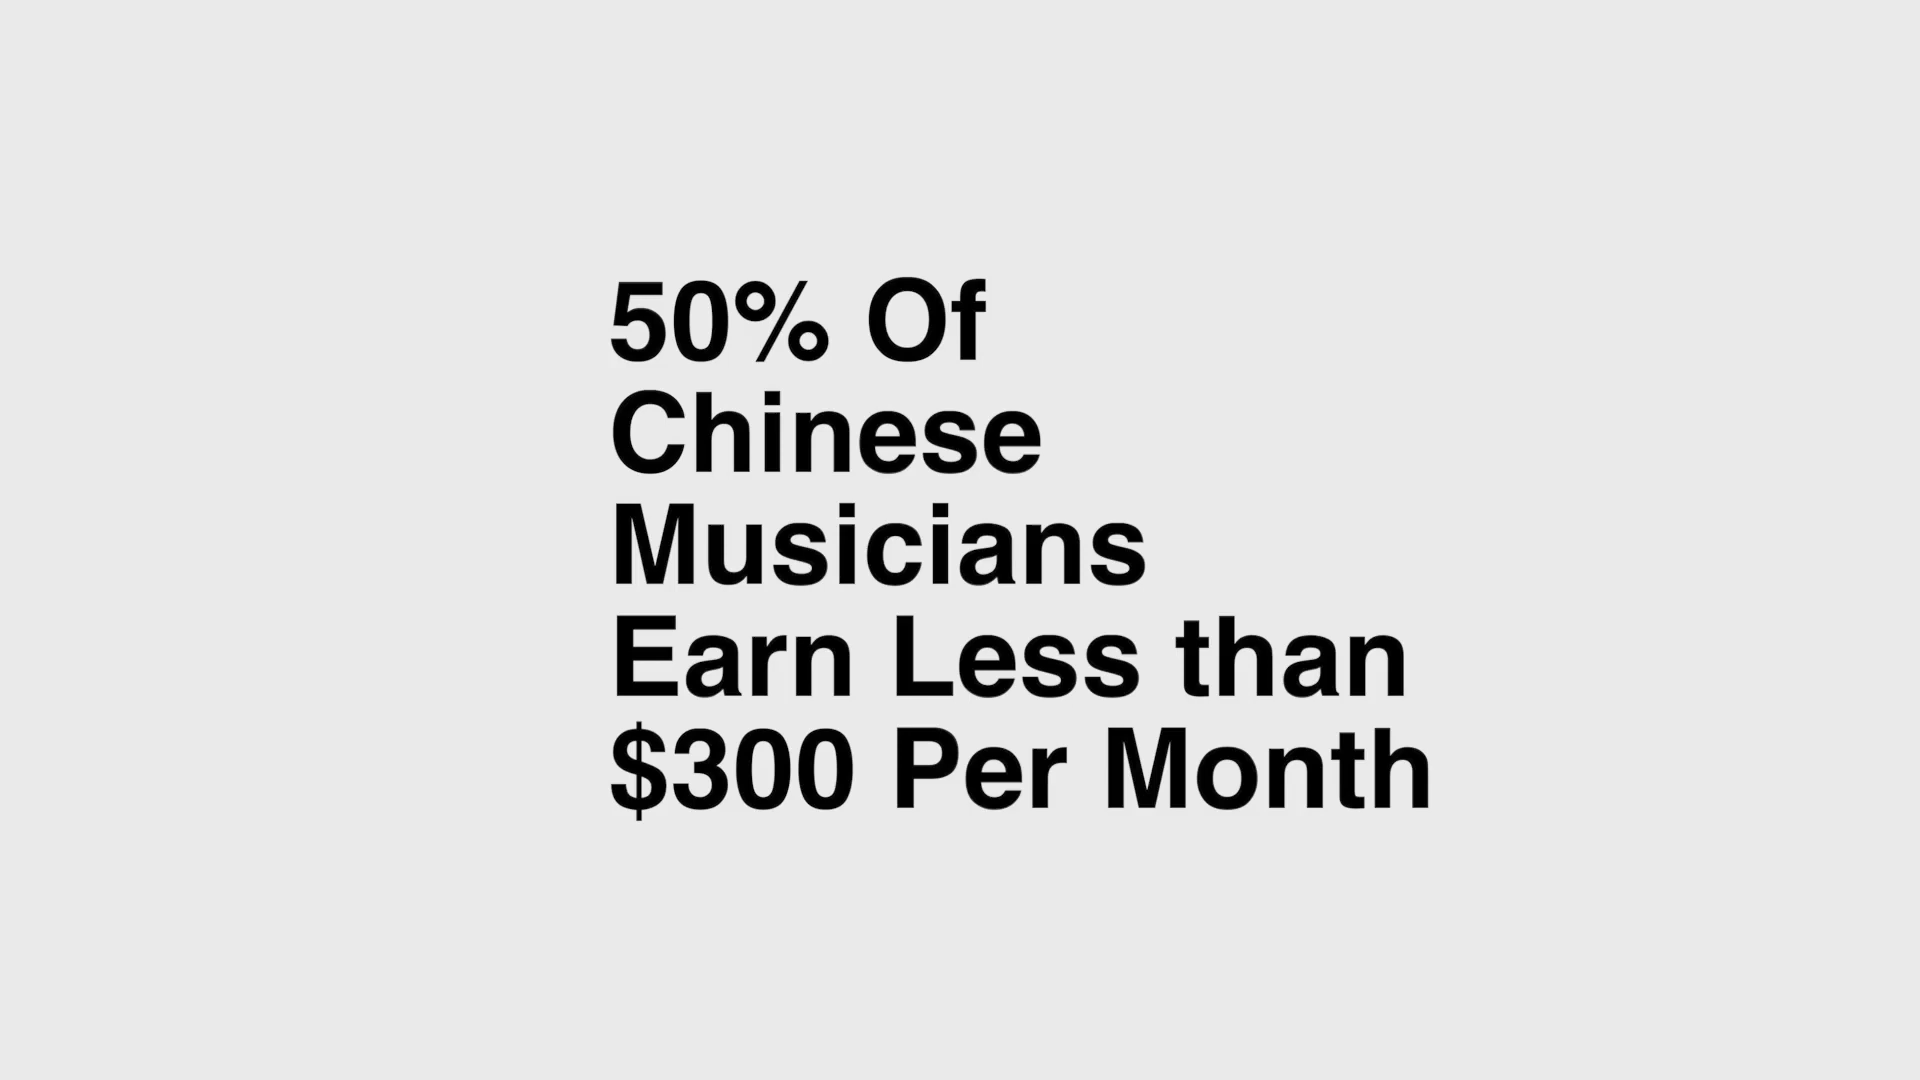 50% Of
Chinese
Musicians
Earn Less than
$300 Per Month